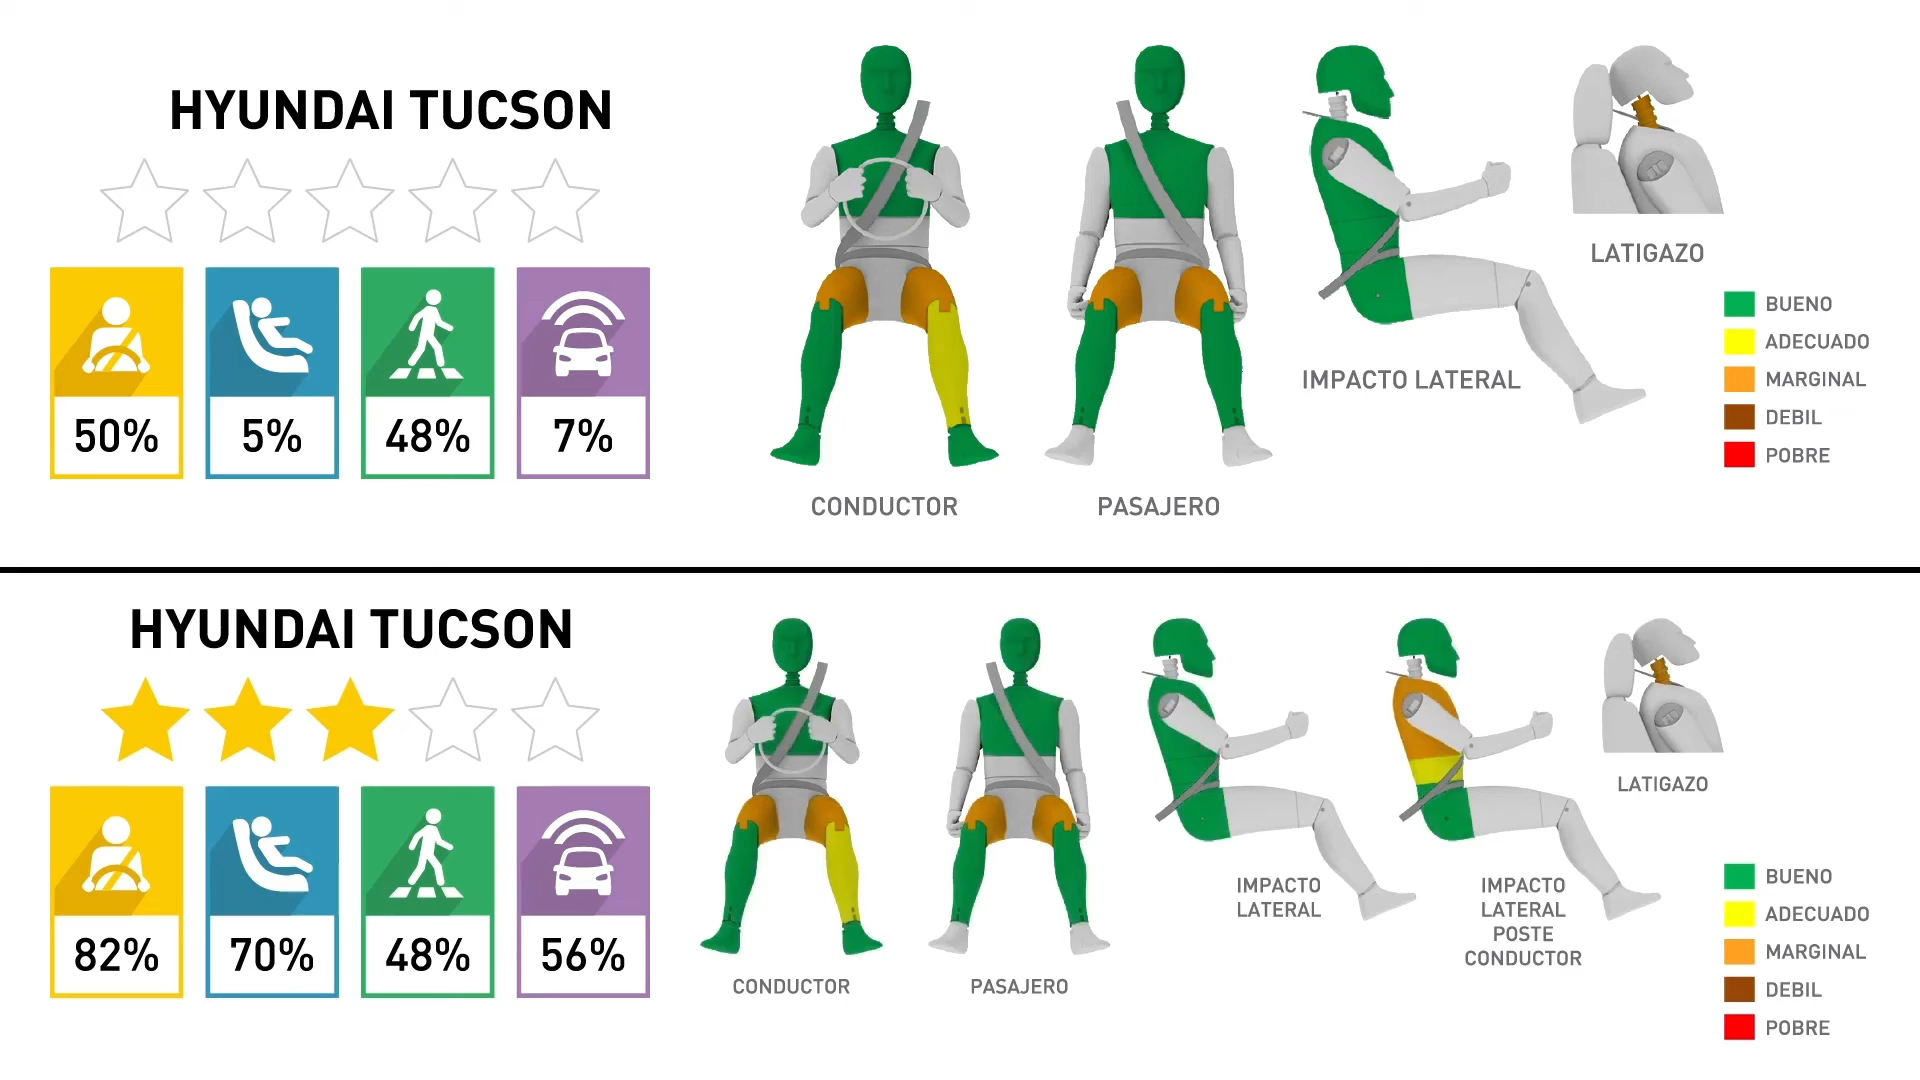 HYUNDAI TUCSON
50%
5%
48%
7%
CONDUCTOR
PASAJERO
IMPACTO LATERAL
LATIGAZO
BUENO
ADECUADO
MARGINAL
DEBIL
POBRE
HYUNDAI TUCSON
82%
70%
48%
56%
CONDUCTOR
PASAJERO
IMPACTO
LATERAL
IMPACTO
LATERAL
POSTE
CONDUCTOR
LATIGAZO
BUENO
ADECUADO
MARGINAL
DEBIL
POBRE